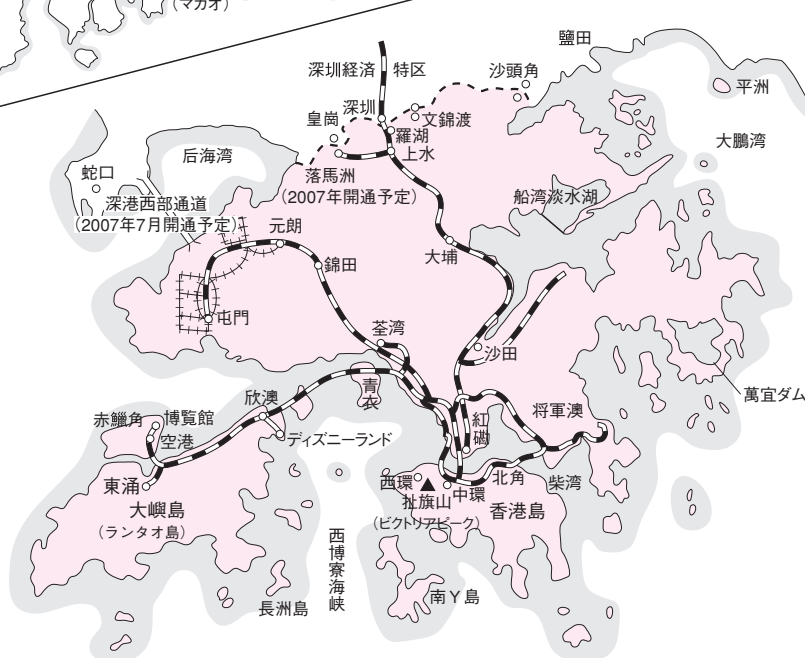 （マカオ）
鹽田
深圳経済
特区
沙頭角
平洲
深圳
皇崗
文錦渡
羅湖
上水
大鵬湾
后海湾
蛇口
落馬洲
（2007年開通予定）
深港西部通道
（2007年7月開通予定）
船湾淡水湖
元朗
大埔
錦田
屯門
荃湾
沙田
青衣
萬宜ダム
欣澳
将軍澳
赤鱲角
博覧館
紅磡
空港
ディズニーランド
北角
西環
柴湾
東涌
中環
扯旗山
（ビクトリアピーク）
香港島
大嶼島
（ランタオ島）
西博寮海峡
長洲島
南Y島